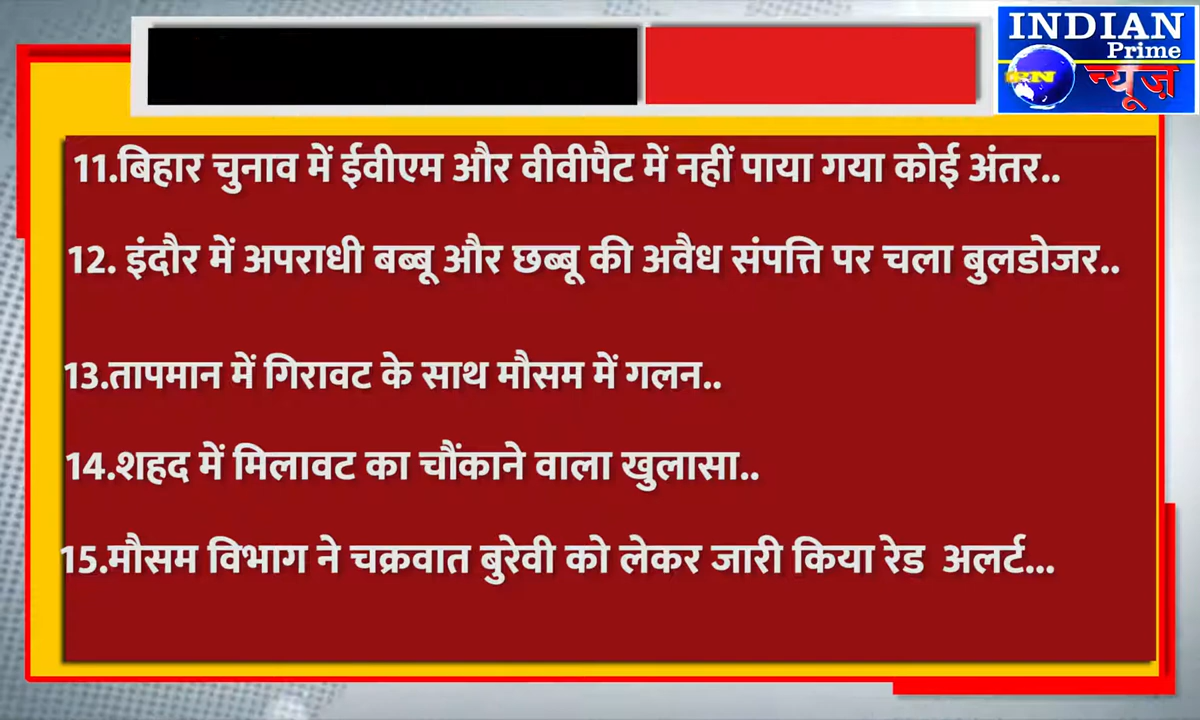 INDIAN
Prime
न्यूज़
11.बिहार चुनाव में ईवीएम और वीवीपैट में नहीं पाया गया कोई अंतर..
12. इंदौर में अपराधी बब्बू और छब्बू की अवैध संपत्ति पर चला बुलडोजर..
13.तापमान में गिरावट के साथ मौसम में गलन..
14.शहद में मिलावट का चौंकाने वाला खुलासा..
15.मौसम विभाग ने चक्रवात बुरेवी को लेकर जारी किया रेड अलर्ट...